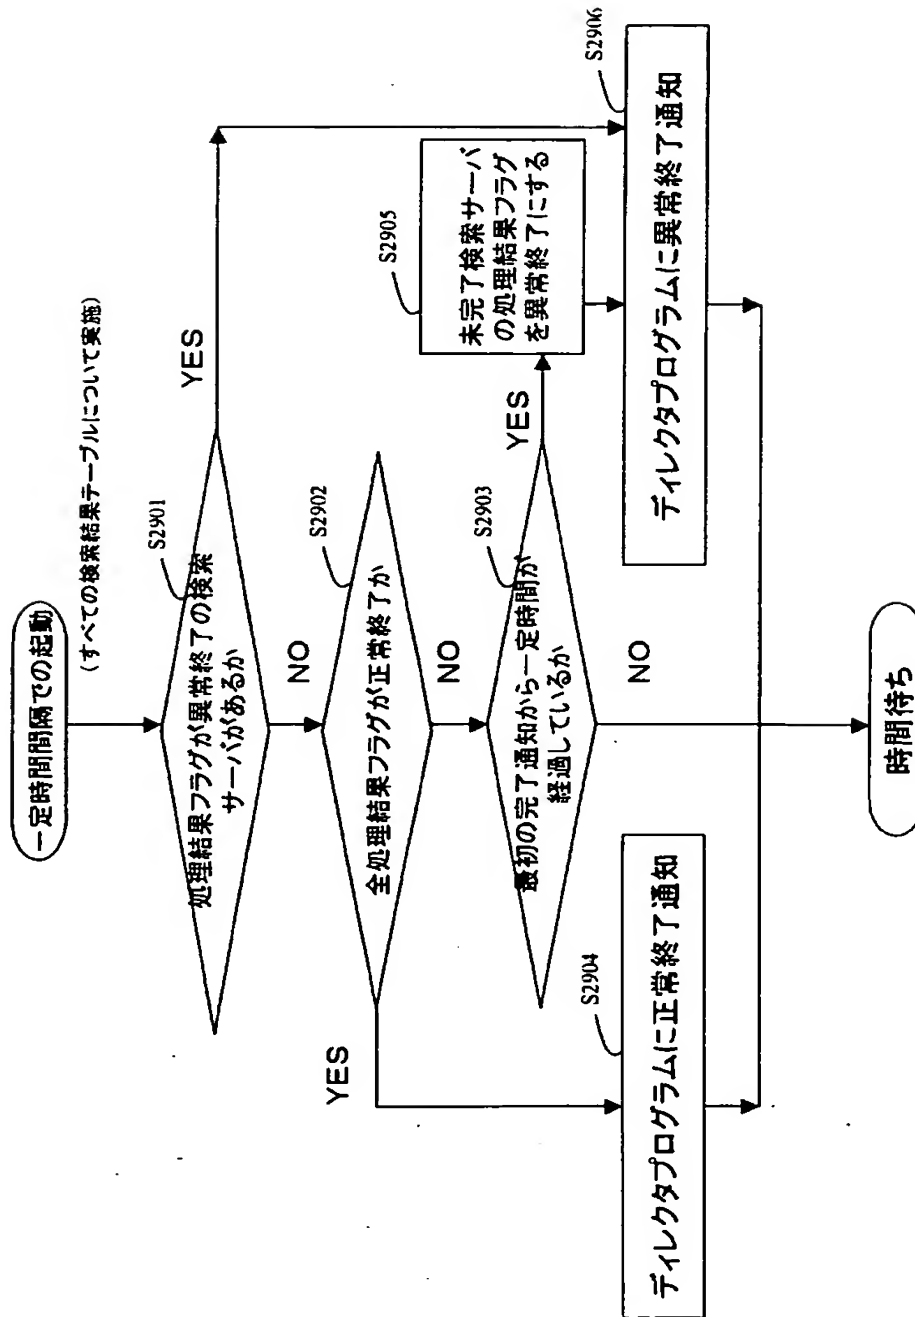 一定時間間隔での起動
(すべての検索結果テーブルについて実施)
S2901
処理結果フラグが異常終了の検索
サーバがあるか
YES
NO
S2902
全処理結果フラグが正常終了か
YES
NO
S2903
最初の完了通知から一定時間が
経過しているか
YES
NO
S2905
未完了検索サーバ
の処理結果フラグ
を異常終了にする
S2904
ディレクタプログラムに正常終了通知
S2906
ディレクタプログラムに異常終了通知
時間待ち